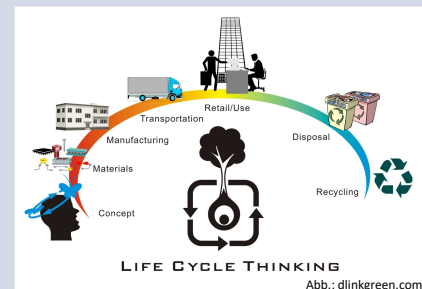 Retail/Use
Transportation
Manufacturing
Disposal
Materials
Recycling
Concept
LIFE CYCLE THINKING
Abb.: dlinkgreen.com